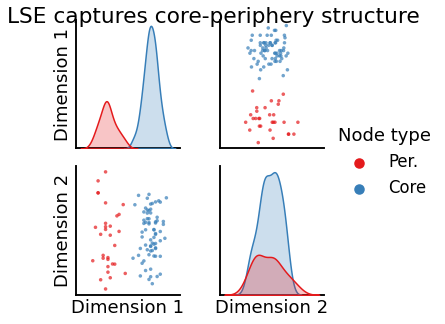 LSE captures core-periphery structure
Dimension 1
Node type
Per.
Core
Dimension 2
Dimension 1
Dimension 2